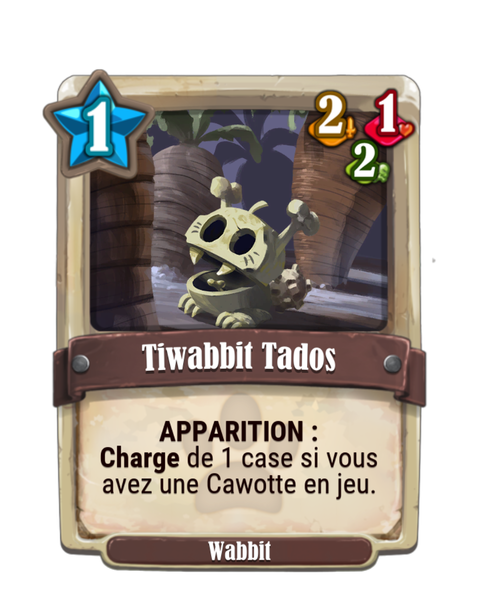 1
2
1
2
Tiwabbit Tados
APPARITION :
Charge de 1 case si vous
avez une Cawotte en jeu.
Wabbit